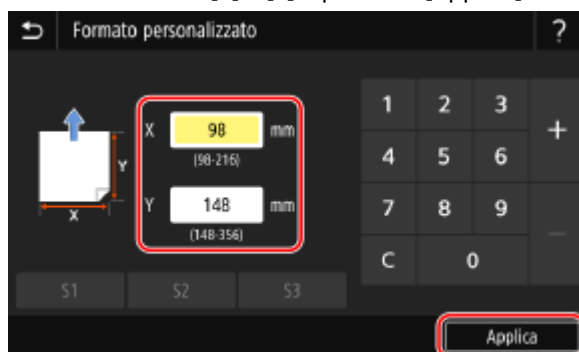 Formato personalizzato ?
1 2 3
X 98 mm
(98-216)
+
Y
4 5 6
Y 148 mm
7 8 9
X
(148-356)
C 0
S1 S2 S3
Applica